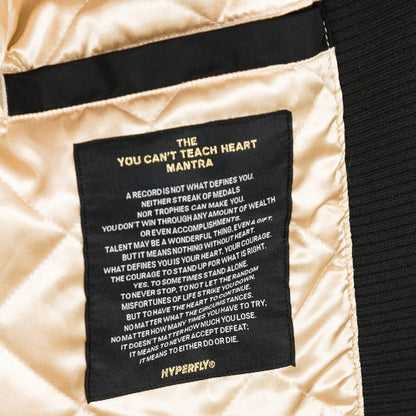 THE
YOU CAN'T TEACH HEART
MANTRA
A RECORD IS NOT WHAT DEFINES YOU.
NEITHER STREAK OF MEDALS
NOR TROPHIES CAN MAKE YOU.
YOU DON'T WIN THROUGH ANY AMOUNT OF WEALTH
OR EVEN ACCOMPLISHMENTS.
TALENT MAY BE A WONDERFUL THING, EVEN A GIFT,
BUT IT MEANS NOTHING WITHOUT HEART.
WHAT DEFINES YOU IS YOUR HEART, YOUR COURAGE.
THE COURAGE TO STAND UP FOR WHAT IS RIGHT.
YES, TO SOMETIMES STAND ALONE.
TO NEVER STOP, TO NOT LET THE RANDOM
MISFORTUNES OF LIFE STRIKE YOU DOWN,
BUT TO HAVE THE HEART TO CONTINUE.
NO MATTER WHAT THE CIRCUMSTANCES,
NO MATTER HOW MANY TIMES YOU HAVE TO TRY,
IT DOESN'T MATTER HOW MUCH YOU LOSE.
IT MEANS TO NEVER ACCEPT DEFEAT;
IT MEANS TO EITHER DO OR DIE.
HYPERFLY®